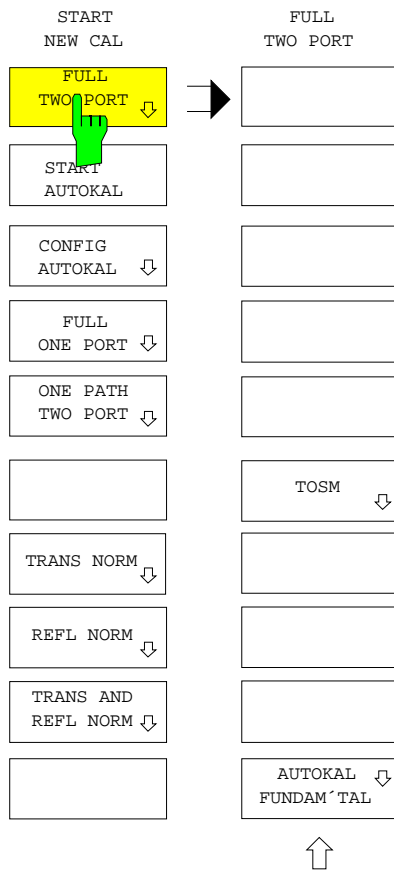 START
NEW CAL
FULL
TWO PORT
START
AUTOKAL
CONFIG
AUTOKAL
FULL
ONE PORT
ONE PATH
TWO PORT
TRANS NORM
REFL NORM
TRANS AND
REFL NORM
FULL
TWO PORT
TOSM
AUTOKAL
FUNDAM´TAL